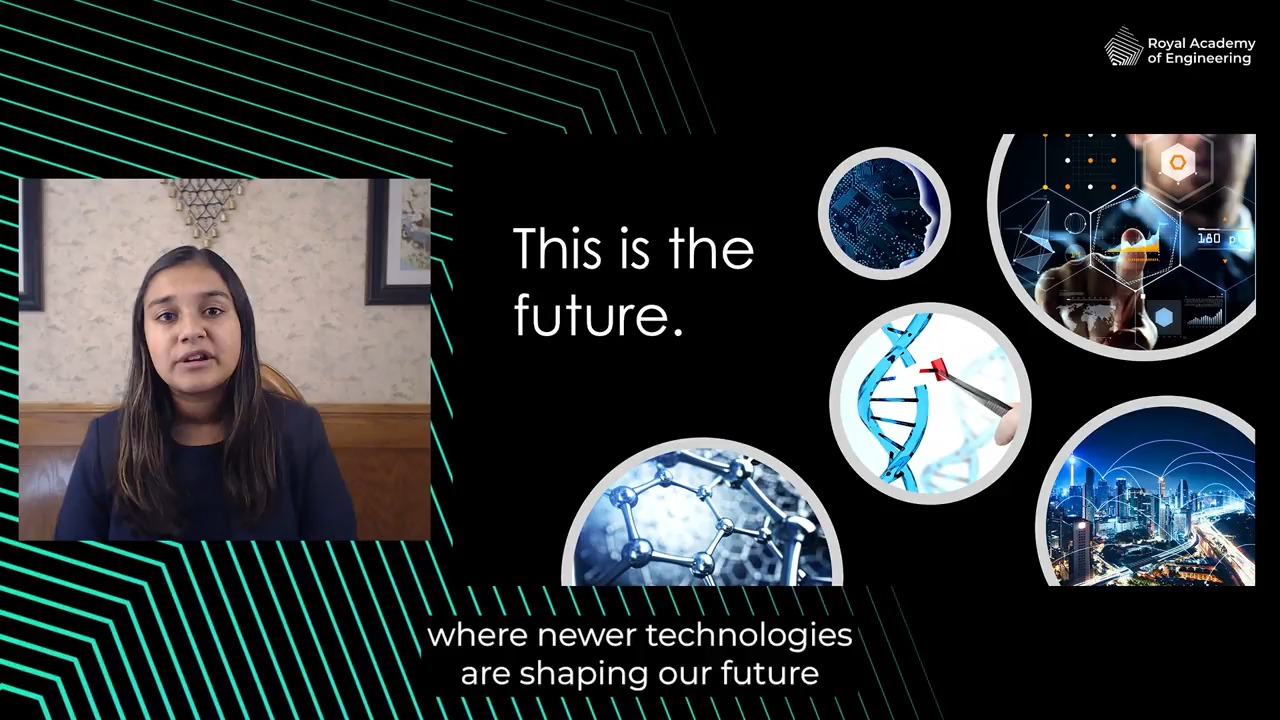 Royal Academy
of Engineering
This is the
future.
180 p
where newer technologies
are shaping our future